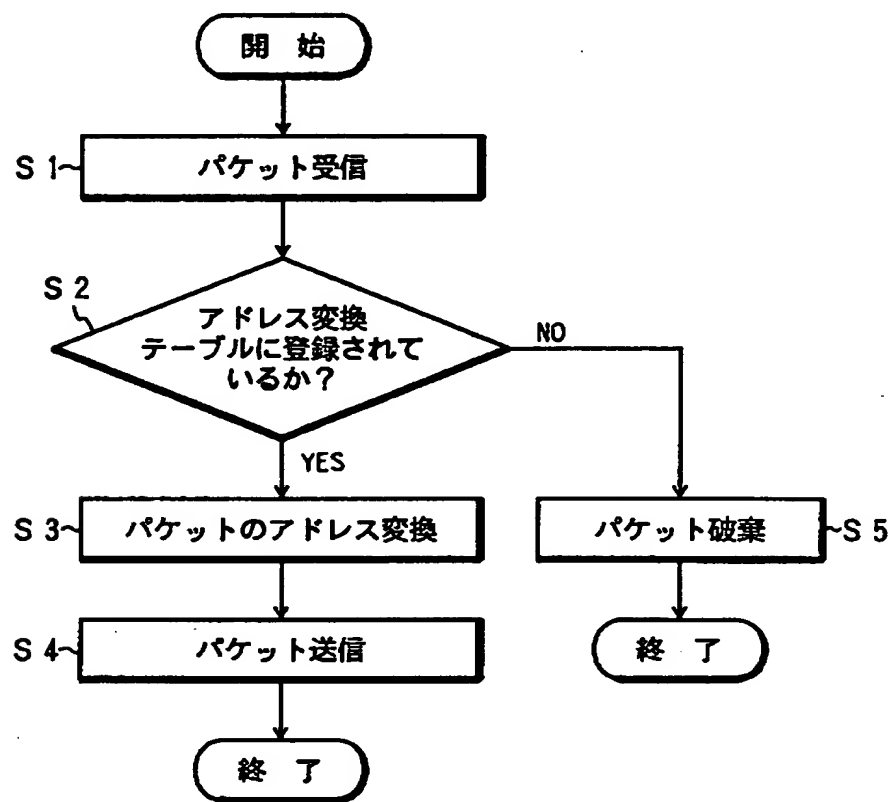 開 始
S 1
パケット受信
S 2
アドレス変換
テーブルに登録されて
いるか?
NO
YES
S 3
パケットのアドレス変換
パケット破棄
S 5
S 4
パケット送信
終 了
終 了